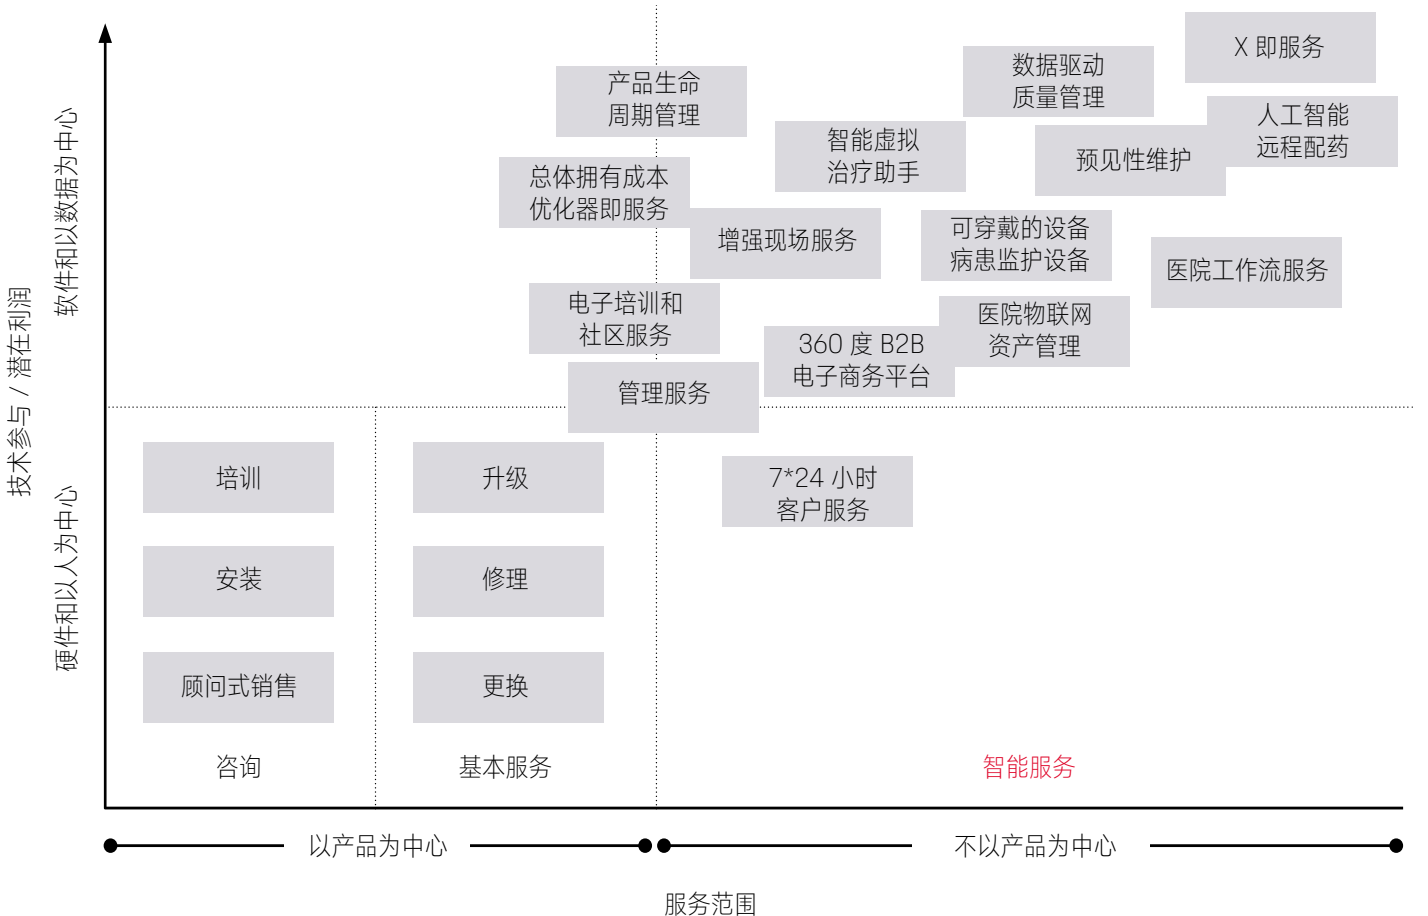 技术参与 / 潜在利润
软件和以数据为中心
硬件和以人为中心
X 即服务
数据驱动
质量管理
产品生命
周期管理
人工智能
远程配药
智能虚拟
治疗助手
预见性维护
总体拥有成本
优化器即服务
增强现场服务
可穿戴的设备
病患监护设备
医院工作流服务
电子培训和
社区服务
医院物联网
资产管理
360 度 B2B
电子商务平台
管理服务
培训
升级
7*24 小时
客户服务
安装
修理
顾问式销售
更换
咨询
基本服务
智能服务
以产品为中心
不以产品为中心
服务范围